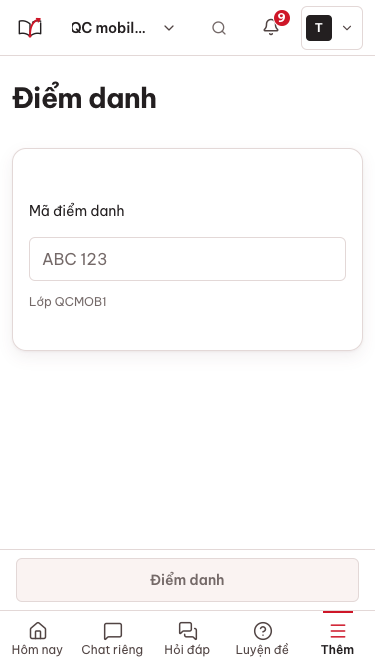 QC mobil...
9
T
Điểm danh
Mã điểm danh
ABC 123
Lớp QCMOB1
Điểm danh
Hôm nay
Chat riêng
Hỏi đáp
Luyện đề
Thêm